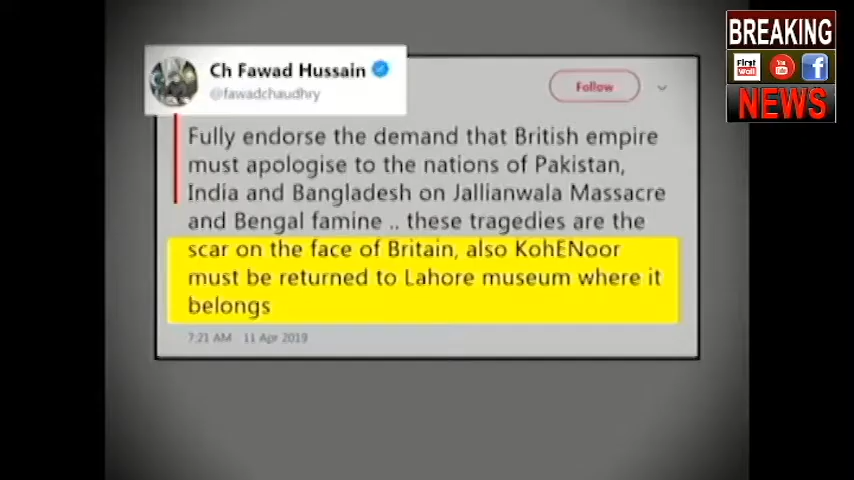 BREAKING
First wall
You
f
NEWS
Ch Fawad Hussain
@fawadchaudhry
Follow
Fully endorse the demand that British empire
must apologise to the nations of Pakistan,
India and Bangladesh on Jallianwala Massacre
and Bengal famine .. these tragedies are the
scar on the face of Britain, also KohENoor
must be returned to Lahore museum where it
belongs
7:21 AM 11 Apr 2019